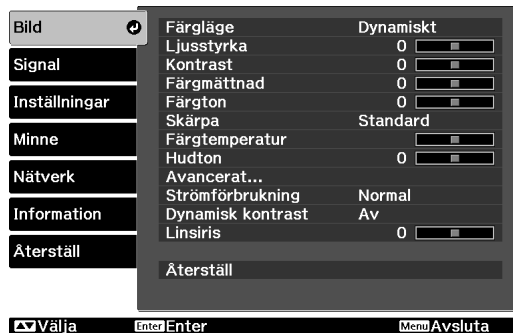 Bild
Signal
Inställningar
Minne
Nätverk
Information
Återställ
Färgläge Dynamiskt
Ljusstyrka 0
Kontrast 0
Färgmättnad 0
Färgton 0
Skärpa Standard
Färgtemperatur
Hudton 0
Avancerat...
Strömförbrukning Normal
Dynamisk kontrast Av
Linsiris 0
Återställ
Välja Enter Enter Menu Avsluta